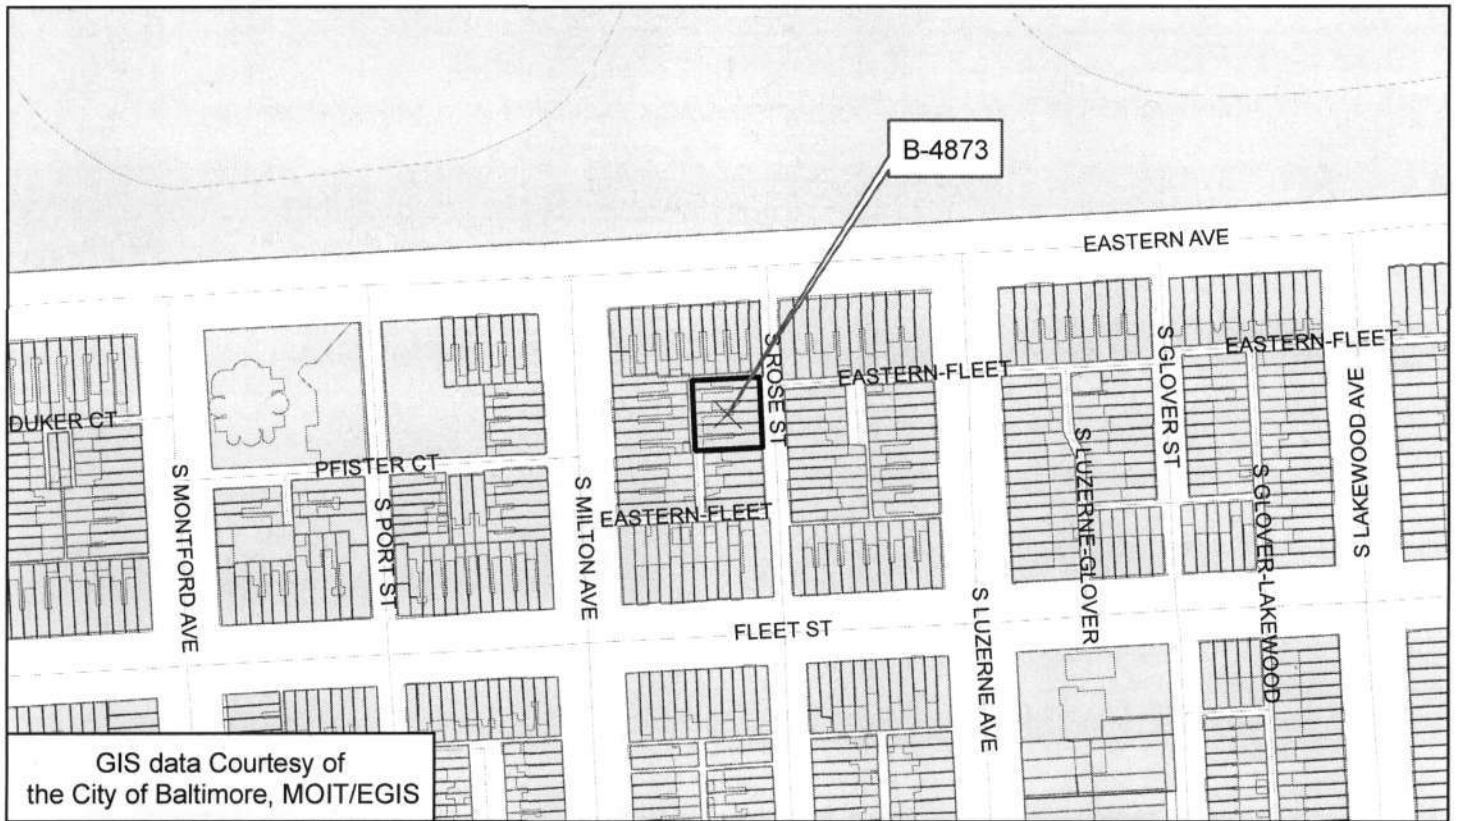 B-4873
EASTERN AVE
S ROSE ST
EASTERN-FLEET
EASTERN-FLEET
S GLOVER ST
DUKER CT
PFISTER CT
S MONTFORD AVE
S PORT ST
S MILTON AVE
EASTERN-FLEET
S LUZERNE-GLOVER
S GLOVER-LAKEWOOD
S LAKEWOOD AVE
FLEET ST
S LUZERNE AVE
GIS data Courtesy of
the City of Baltimore, MOIT/EGIS